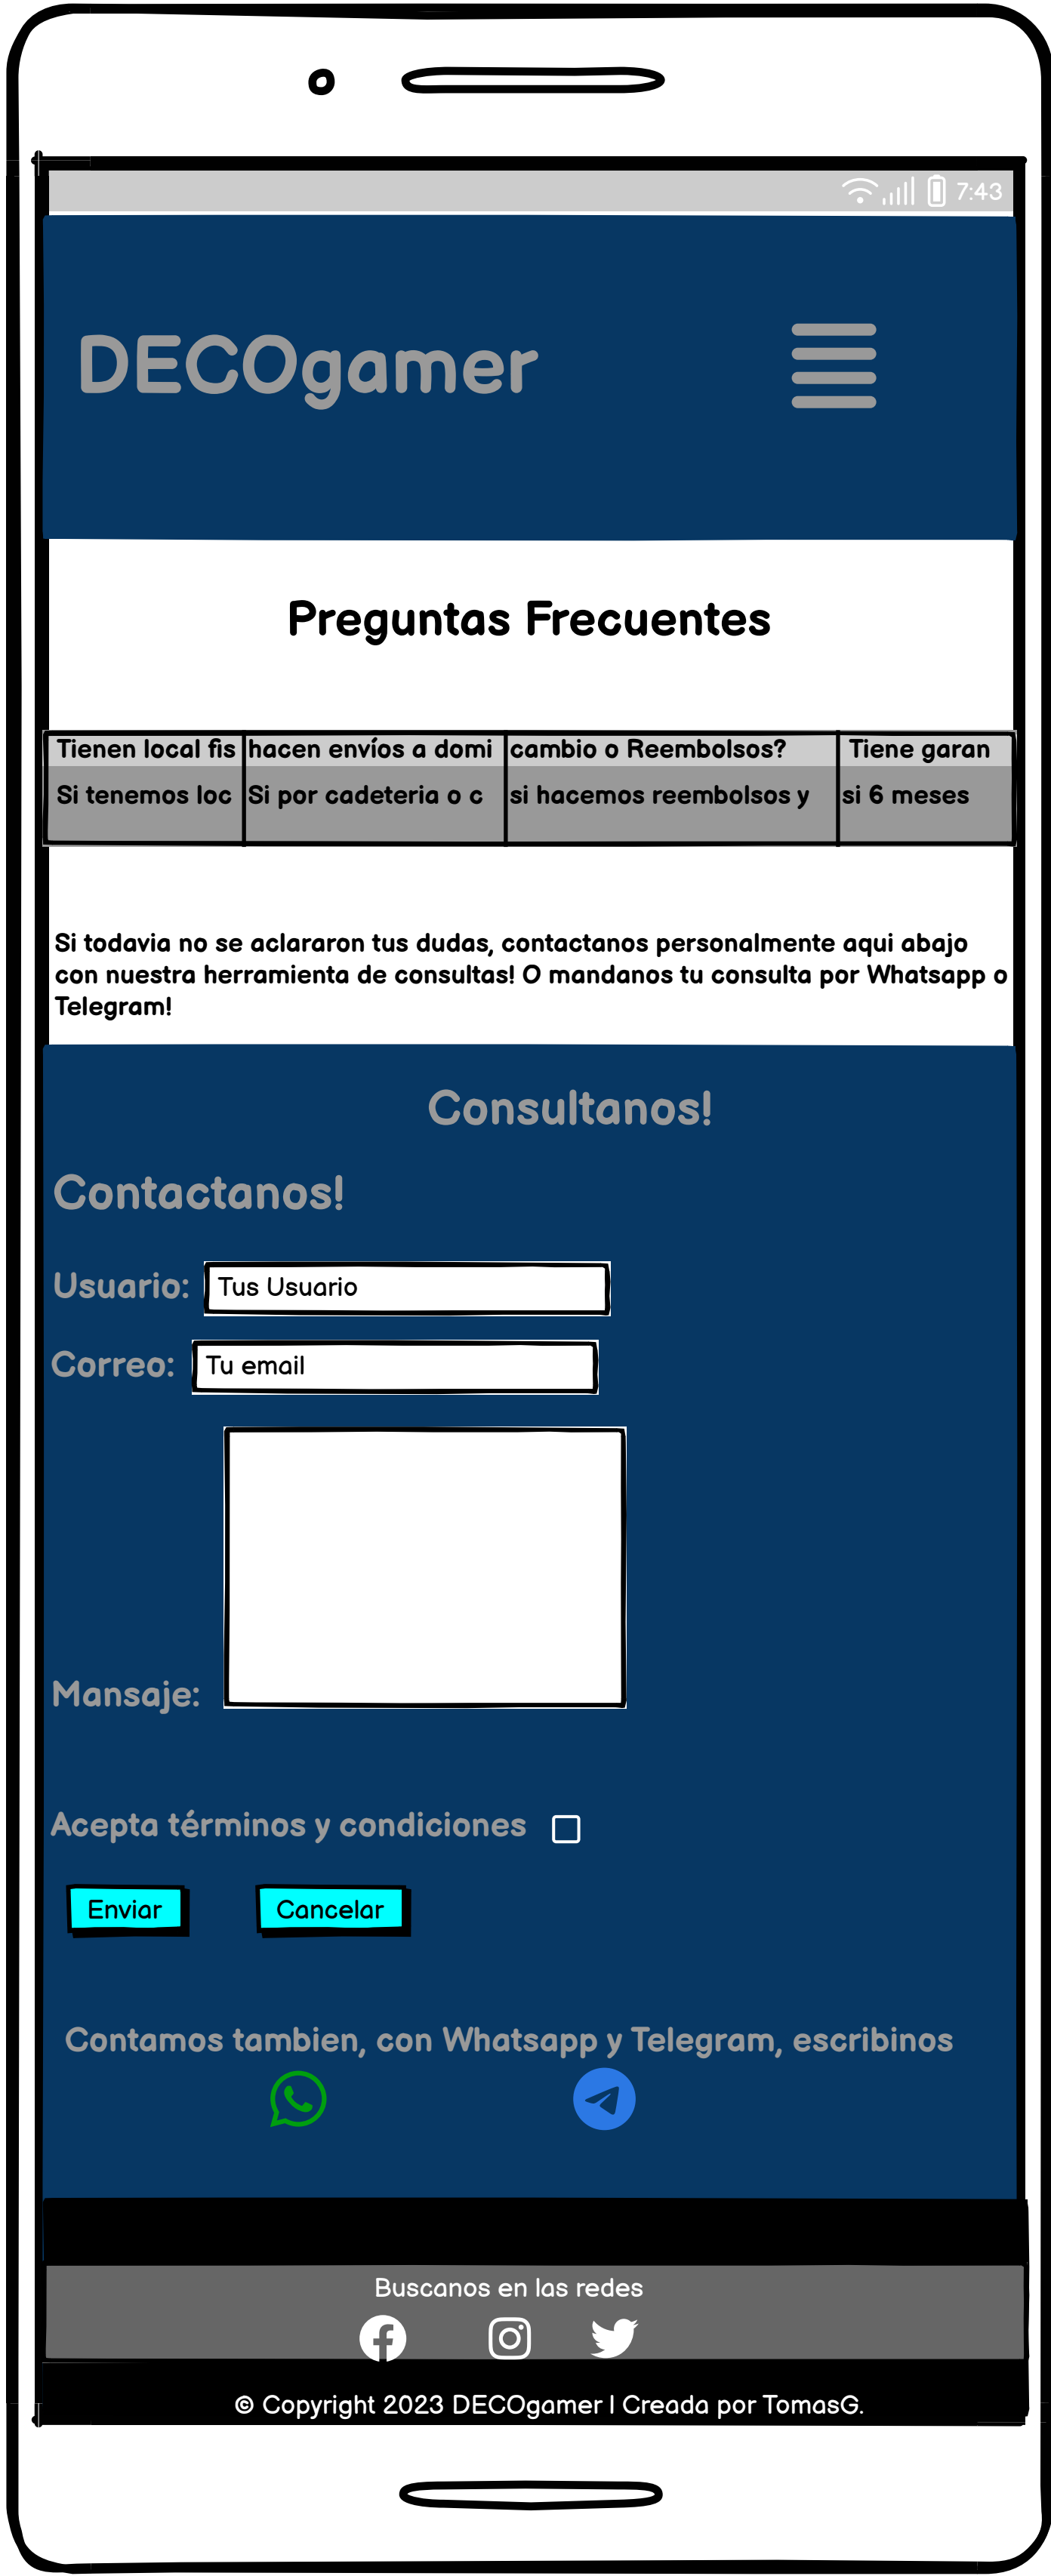 7:43
DECOgamer
Preguntas Frecuentes
Tienen local fis hacen envíos a domi cambio o Reembolsos? Tiene garan
Si tenemos loc Si por cadeteria o c si hacemos reembolsos y si 6 meses
Si todavia no se aclararon tus dudas, contactanos personalmente aqui abajo
con nuestra herramienta de consultas! O mandanos tu consulta por Whatsapp o
Telegram!
Consultanos!
Contactanos!
Usuario: Tus Usuario
Correo: Tu email
Mansaje:
Acepta términos y condiciones
Enviar Cancelar
Contamos tambien, con Whatsapp y Telegram, escribinos
Buscanos en las redes
© Copyright 2023 DECOgamer | Creada por TomasG.